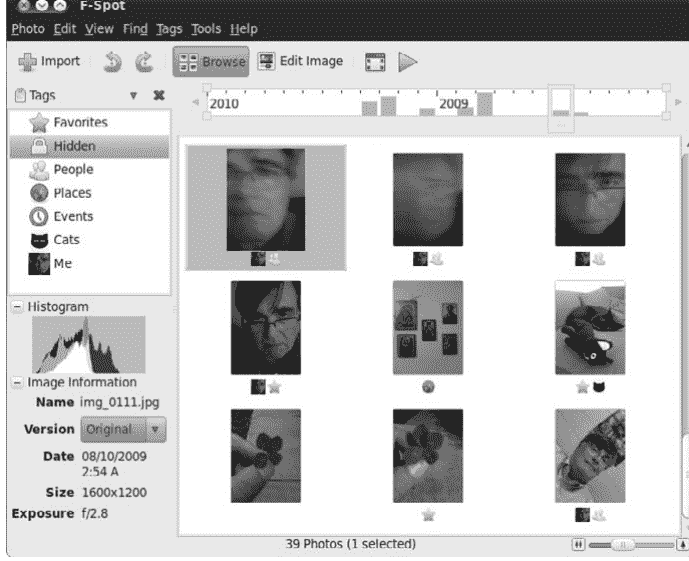 F-Spot
Photo Edit View Find Tags Tools Help
Import Browse Edit Image
Tags
2010 2009
Favorites
Hidden
People
Places
Events
Cats
Me
Histogram
Image Information
Name img_0111.jpg
Version Original
Date 08/10/2009
2:54 A
Size 1600x1200
Exposure f/2.8
39 Photos (1 selected)